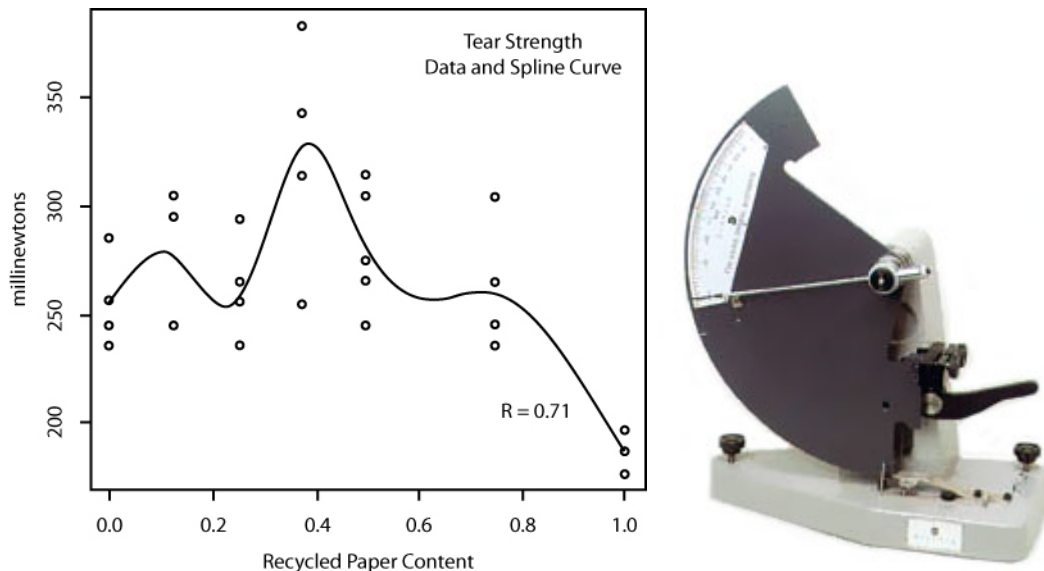 Tear Strength
Data and Spline Curve
millinewtons
350
300
250
200
R = 0.71
0.0
0.2
0.4
0.6
0.8
1.0
Recycled Paper Content